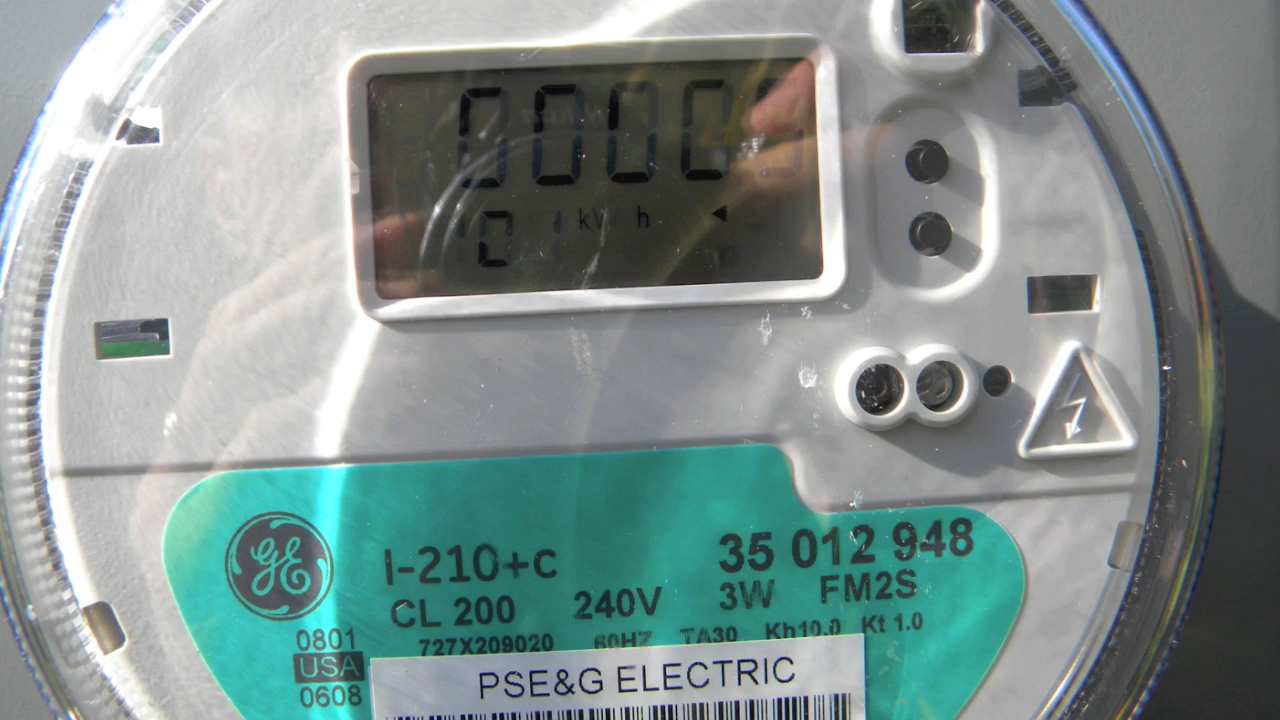 kWh
GE
I-210+c
35 012 948
CL 200 240V 3W FM2S
727X209020 60HZ TA30 Kh10.0 Kt 1.0
0801
USA
0608
PSE&G ELECTRIC